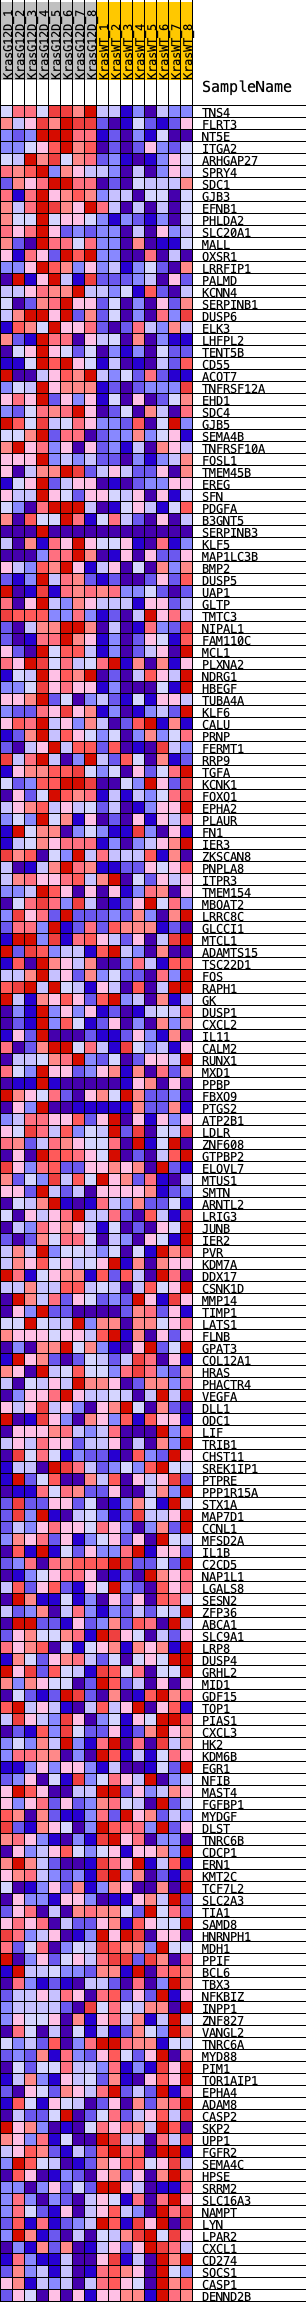 KrasG12D_1
KrasG12D_2
KrasG12D_3
KrasG12D_4
KrasG12D_5
KrasG12D_6
KrasG12D_7
KrasG12D_8
KrasWT_1
KrasWT_2
KrasWT_3
KrasWT_4
KrasWT_5
KrasWT_6
KrasWT_7
KrasWT_8
SampleName
TNS4
FLRT3
NT5E
ITGA2
ARHGAP27
SPRY4
SDC1
GJB3
EFNB1
PHLDA2
SLC20A1
MALL
OXSR1
LRRFIP1
PALMD
KCNN4
SERPINB1
DUSP6
ELK3
LHFPL2
TENT5B
CD55
ACOT7
TNFRSF12A
EHD1
SDC4
GJB5
SEMA4B
TNFRSF10A
FOSL1
TMEM45B
EREG
SFN
PDGFA
B3GNT5
SERPINB3
KLF5
MAP1LC3B
BMP2
DUSP5
UAP1
GLTP
TMTC3
NIPAL1
FAM110C
MCL1
PLXNA2
NDRG1
HBEGF
TUBA4A
KLF6
CALU
PRNP
FERMT1
RRP9
TGFA
KCNK1
FOXO1
EPHA2
PLAUR
FN1
IER3
ZKSCAN8
PNPLA8
ITPR3
TMEM154
MBOAT2
LRRC8C
GLCCI1
MTCL1
ADAMTS15
TSC22D1
FOS
RAPH1
GK
DUSP1
CXCL2
IL11
CALM2
RUNX1
MXD1
PPBP
FBXO9
PTGS2
ATP2B1
LDLR
ZNF608
GTPBP2
ELOVL7
MTUS1
SMTN
ARNTL2
LRIG3
JUNB
IER2
PVR
KDM7A
DDX17
CSNK1D
MMP14
TIMP1
LATS1
FLNB
GPAT3
COL12A1
HRAS
PHACTR4
VEGFA
DLL1
ODC1
LIF
TRIB1
CHST11
SREK1IP1
PTPRE
PPP1R15A
STX1A
MAP7D1
CCNL1
MFSD2A
IL1B
C2CD5
NAP1L1
LGALS8
SESN2
ZFP36
ABCA1
SLC9A1
LRP8
DUSP4
GRHL2
MID1
GDF15
TOP1
PIAS1
CXCL3
HK2
KDM6B
EGR1
NFIB
MAST4
FGFBP1
MYDGF
DLST
TNRC6B
CDCP1
ERN1
KMT2C
TCF7L2
SLC2A3
TIA1
SAMD8
HNRNPH1
MDH1
PPIF
BCL6
TBX3
NFKBIZ
INPP1
ZNF827
VANGL2
TNRC6A
MYD88
PIM1
TOR1AIP1
EPHA4
ADAM8
CASP2
SKP2
UPP1
FGFR2
SEMA4C
HPSE
SRRM2
SLC16A3
NAMPT
LYN
LPAR2
CXCL1
CD274
SOCS1
CASP1
DENND2B